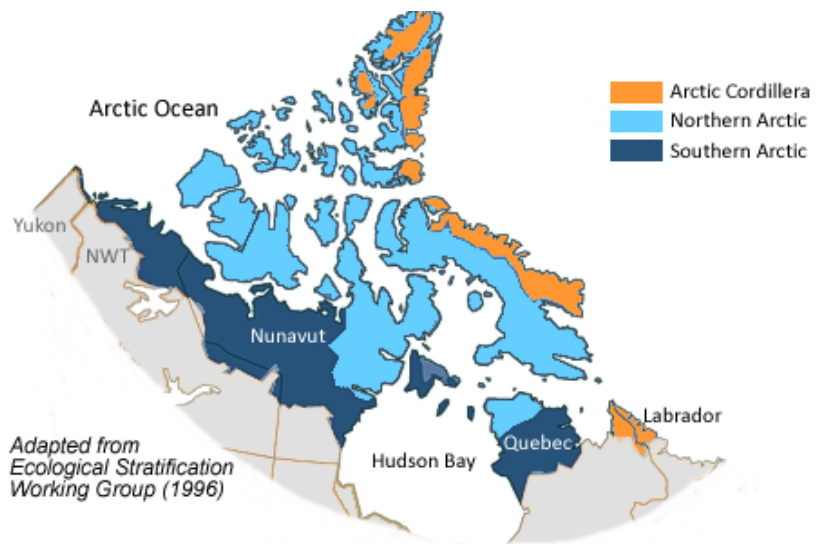 Arctic Ocean
Arctic Cordillera
Northern Arctic
Southern Arctic
Yukon
NWT
Nunavut
Labrador
Quebec
Hudson Bay
Adapted from
Ecological Stratification
Working Group (1996)